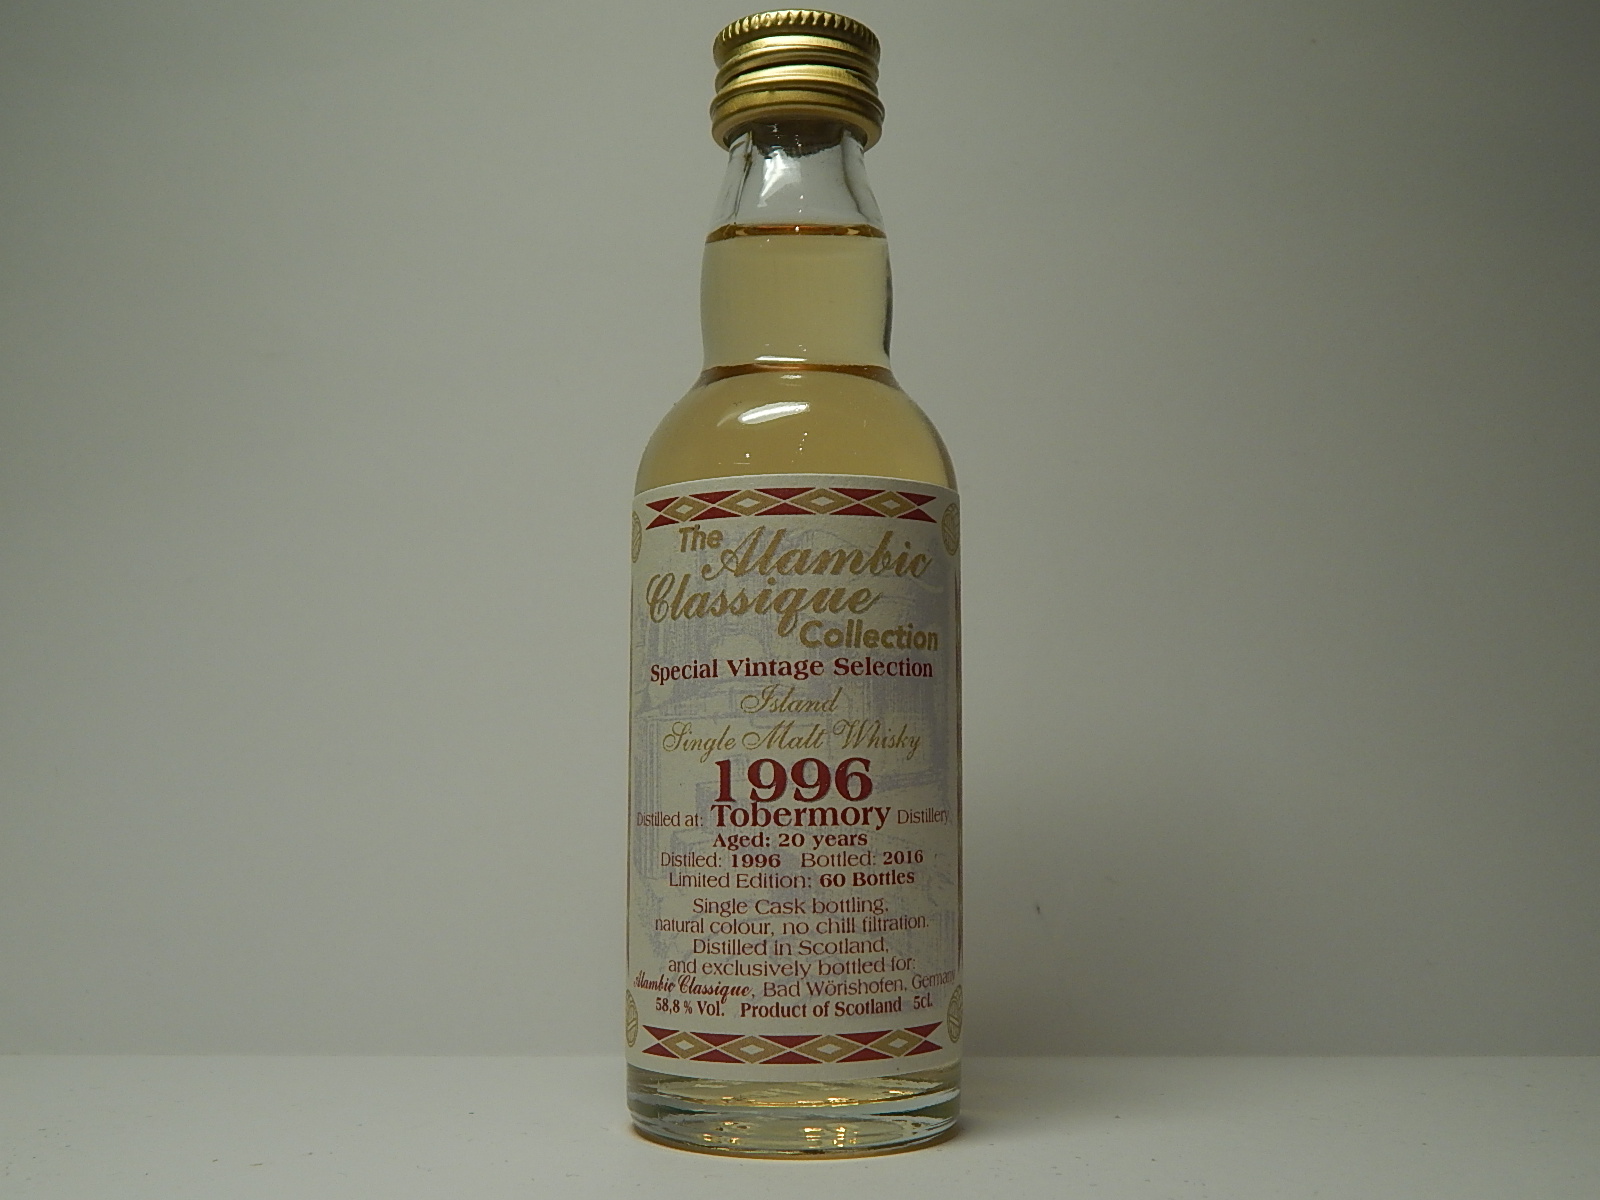 The Alambic
Classique
Collection
Special Vintage Selection
Island
Single Malt Whisky
1996
Distilled at: Tobermory Distillery
Aged: 20 years
Distiled: 1996 Bottled: 2016
Limited Edition: 60 Bottles
Single Cask bottling,
natural colour, no chill filtration.
Distilled in Scotland,
and exclusively bottled for:
Alambic Classique, Bad Wörishofen, Germany
58,8 % Vol. Product of Scotland 5cl.